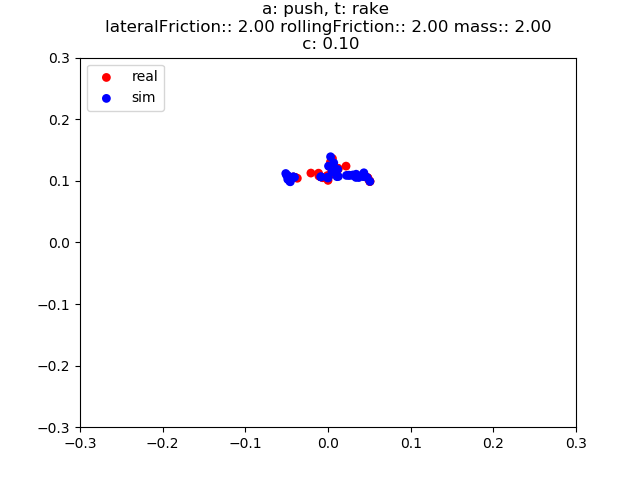 a: push, t: rake
lateralFriction:: 2.00 rollingFriction:: 2.00 mass:: 2.00
c: 0.10
real
sim
0.3
0.2
0.1
0.0
−0.1
−0.2
−0.3
−0.3 −0.2 −0.1 0.0 0.1 0.2 0.3